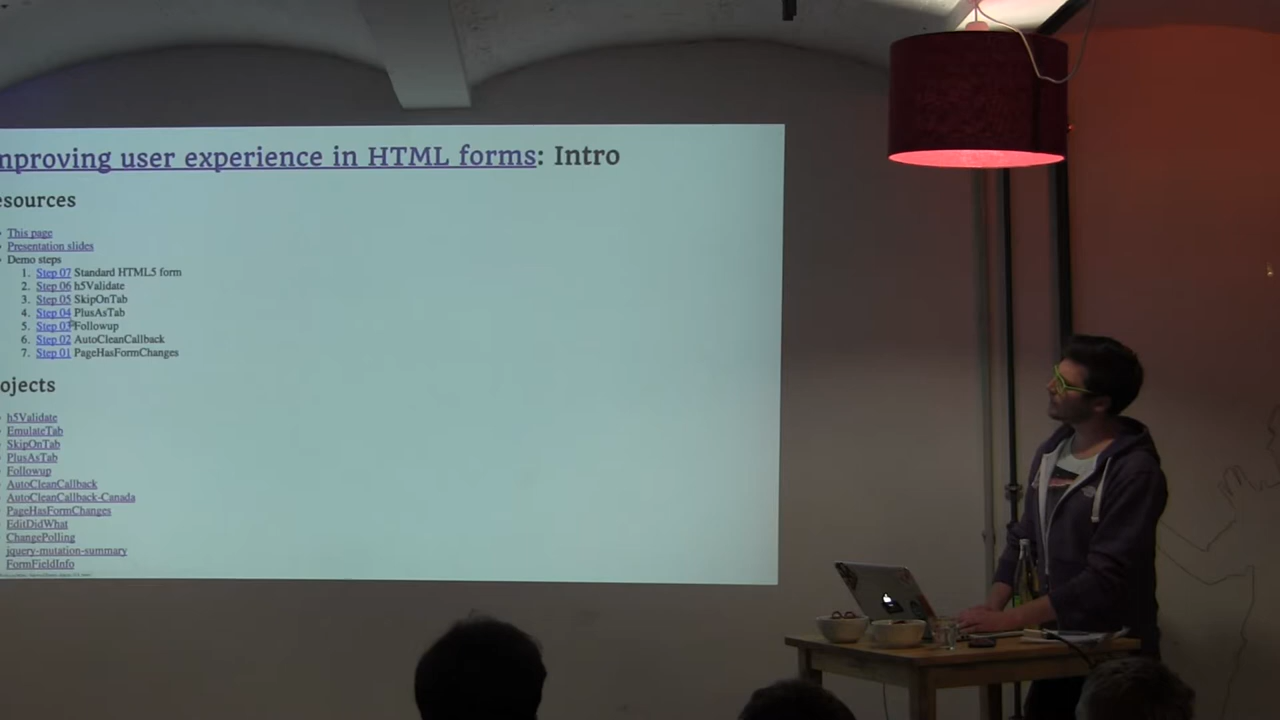 mproving user experience in HTML forms: Intro
esources
This page
Presentation slides
Demo steps
1. Step 07 Standard HTML5 form
2. Step 06 h5Validate
3. Step 05 SkipOnTab
4. Step 04 PlusAsTab
5. Step 03 Followup
6. Step 02 AutoCleanCallback
7. Step 01 PageHasFormChanges
ojects
h5Validate
EmulateTab
SkipOnTab
PlusAsTab
Followup
AutoCleanCallback
AutoCleanCallback-Canada
PageHasFormChanges
EditDidWhat
ChangePolling
jquery-mutation-summary
FormFieldInfo